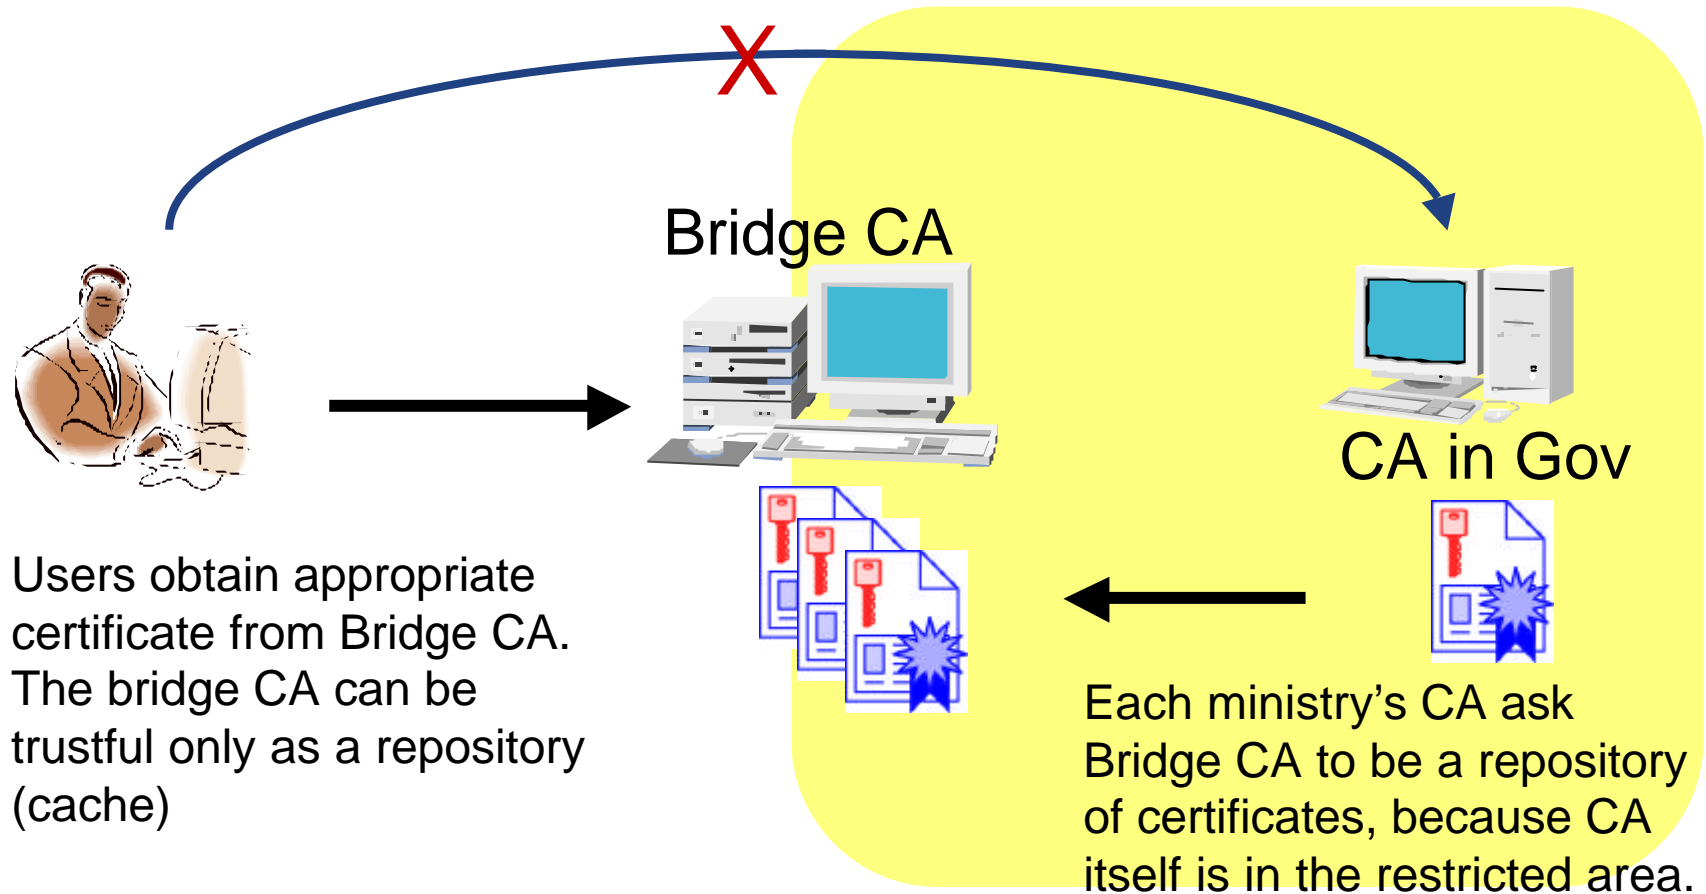 X
Bridge CA
CA in Gov
Users obtain appropriate
certificate from Bridge CA.
The bridge CA can be
trustful only as a repository
(cache)
Each ministry’s CA ask
Bridge CA to be a repository
of certificates, because CA
itself is in the restricted area.